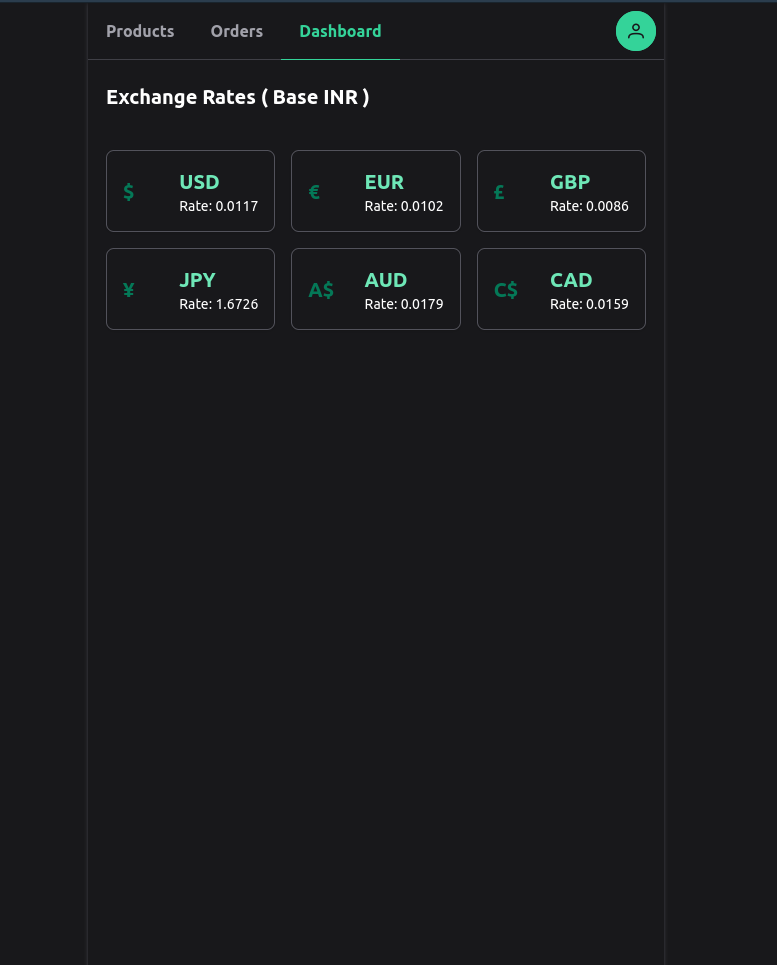 Products Orders Dashboard
Exchange Rates ( Base INR )
$ USD
Rate: 0.0117
€ EUR
Rate: 0.0102
£ GBP
Rate: 0.0086
¥ JPY
Rate: 1.6726
A$ AUD
Rate: 0.0179
C$ CAD
Rate: 0.0159